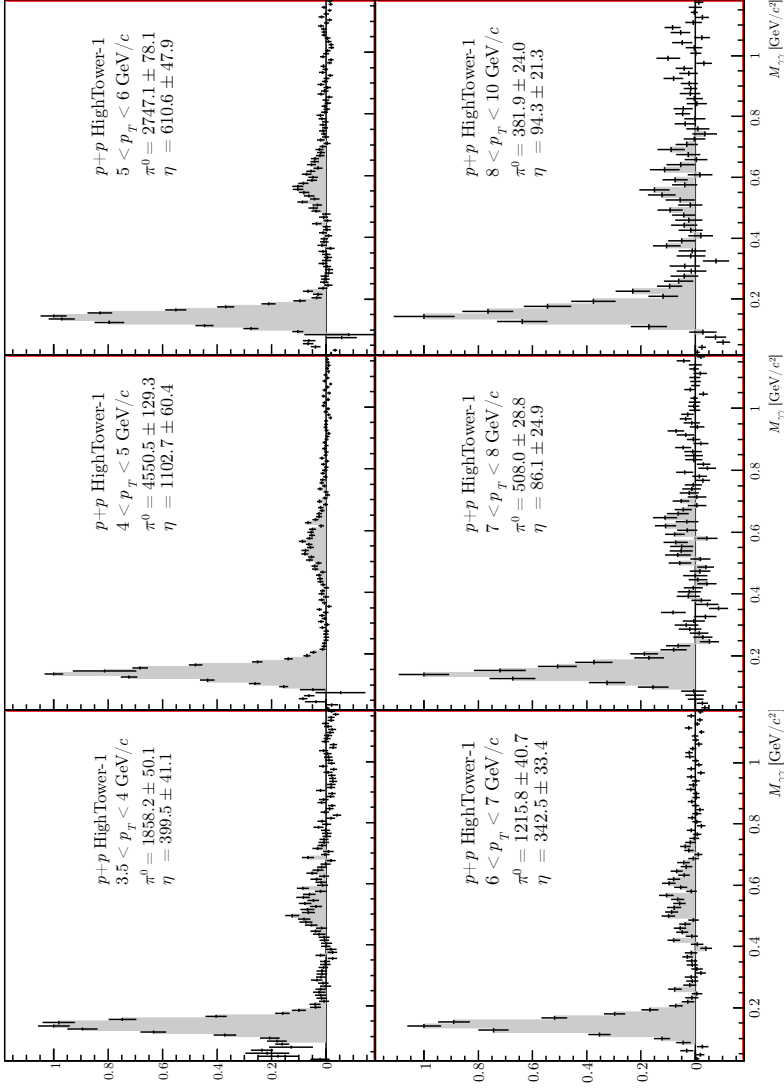 p+p HighTower-1
3.5 < p_T < 4 GeV/c
π⁰ = 1858.2 ± 50.1
η = 399.5 ± 41.1
p+p HighTower-1
4 < p_T < 5 GeV/c
π⁰ = 4550.5 ± 129.3
η = 1102.7 ± 60.4
p+p HighTower-1
5 < p_T < 6 GeV/c
π⁰ = 2747.1 ± 78.1
η = 610.6 ± 47.9
1
0.8
0.6
0.4
0.2
0
p+p HighTower-1
6 < p_T < 7 GeV/c
π⁰ = 1215.8 ± 40.7
η = 342.5 ± 33.4
p+p HighTower-1
7 < p_T < 8 GeV/c
π⁰ = 508.0 ± 28.8
η = 86.1 ± 24.9
p+p HighTower-1
8 < p_T < 10 GeV/c
π⁰ = 381.9 ± 24.0
η = 94.3 ± 21.3
1
0.8
0.6
0.4
0.2
0
0.2 0.4 0.6 0.8 1
0.2 0.4 0.6 0.8 1
0.2 0.4 0.6 0.8 1
M_γγ [GeV/c²]
M_γγ [GeV/c²]
M_γγ [GeV/c²]